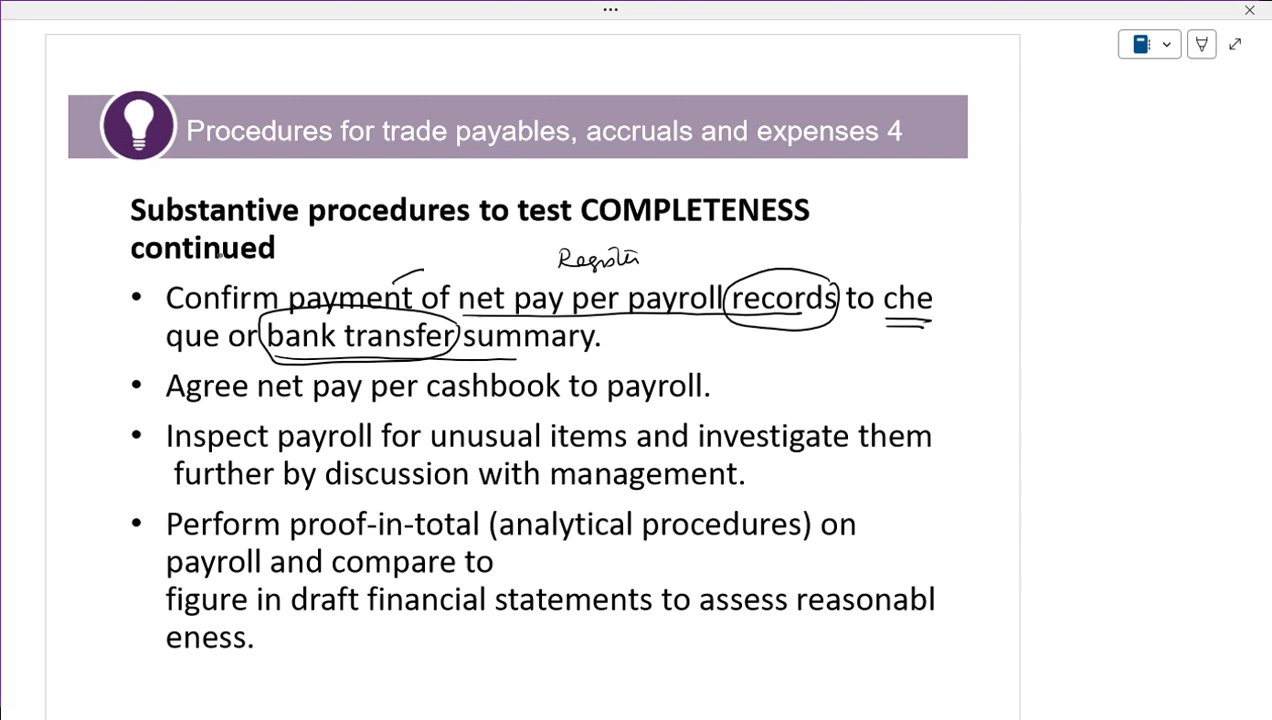 Procedures for trade payables, accruals and expenses 4
Substantive procedures to test COMPLETENESS
continued
Register
• Confirm payment of net pay per payroll records to che
que or bank transfer summary.
• Agree net pay per cashbook to payroll.
• Inspect payroll for unusual items and investigate them
further by discussion with management.
• Perform proof-in-total (analytical procedures) on
payroll and compare to
figure in draft financial statements to assess reasonabl
eness.